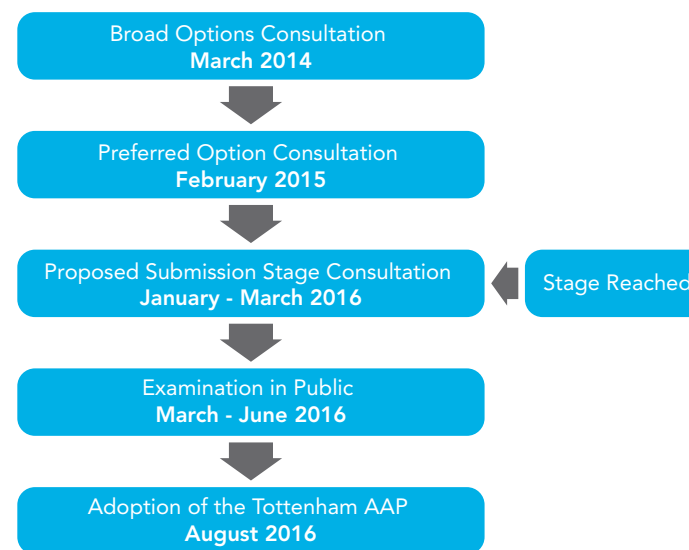 Broad Options Consultation
March 2014
Preferred Option Consultation
February 2015
Proposed Submission Stage Consultation
January - March 2016
Stage Reached
Examination in Public
March - June 2016
Adoption of the Tottenham AAP
August 2016